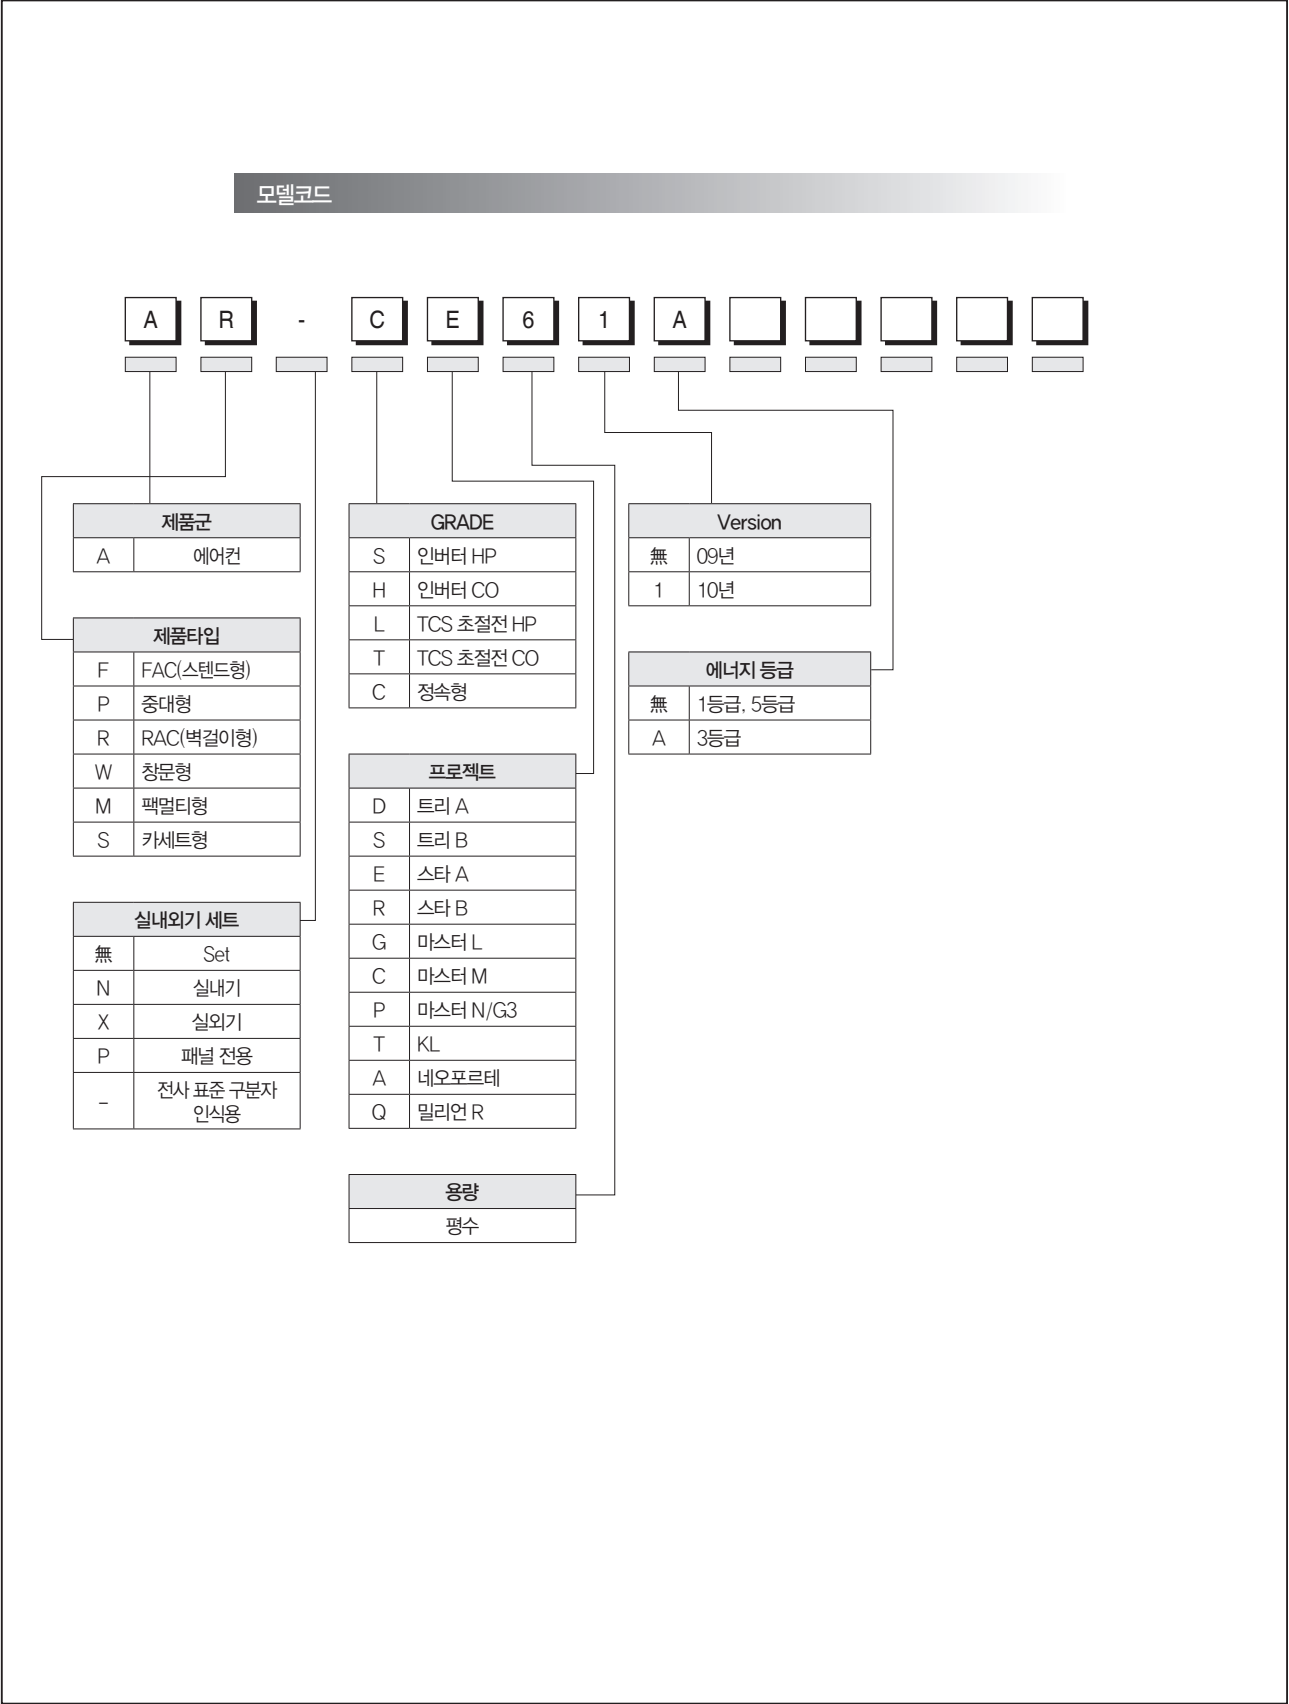 모델코드
A R - C E 6 1 A
제품군
A 에어컨
제품타입
F FAC(스텐드형)
P 중대형
R RAC(벽걸이형)
W 창문형
M 팩멀티형
S 카세트형
실내외기 세트
無 Set
N 실내기
X 실외기
P 패널 전용
– 전사 표준 구분자
인식용
GRADE
S 인버터 HP
H 인버터 CO
L TCS 초절전 HP
T TCS 초절전 CO
C 정속형
프로젝트
D 트리 A
S 트리 B
E 스타 A
R 스타 B
G 마스터 L
C 마스터 M
P 마스터 N/G3
T KL
A 네오포르테
Q 밀리언 R
용량
평수
Version
無 09년
1 10년
에너지 등급
無 1등급, 5등급
A 3등급